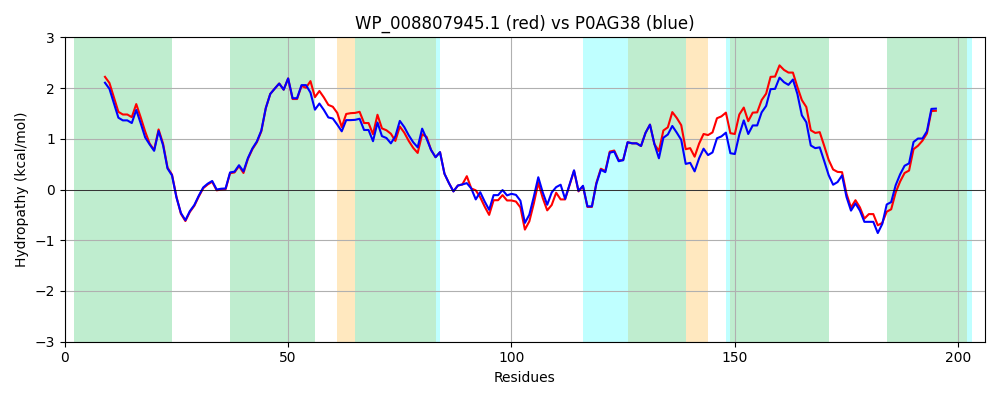 WP_008807945.1 (red) vs P0AG38 (blue)
Hydropathy (kcal/mol)
3
2
1
0
−1
−2
−3
0 50 100 150 200
Residues